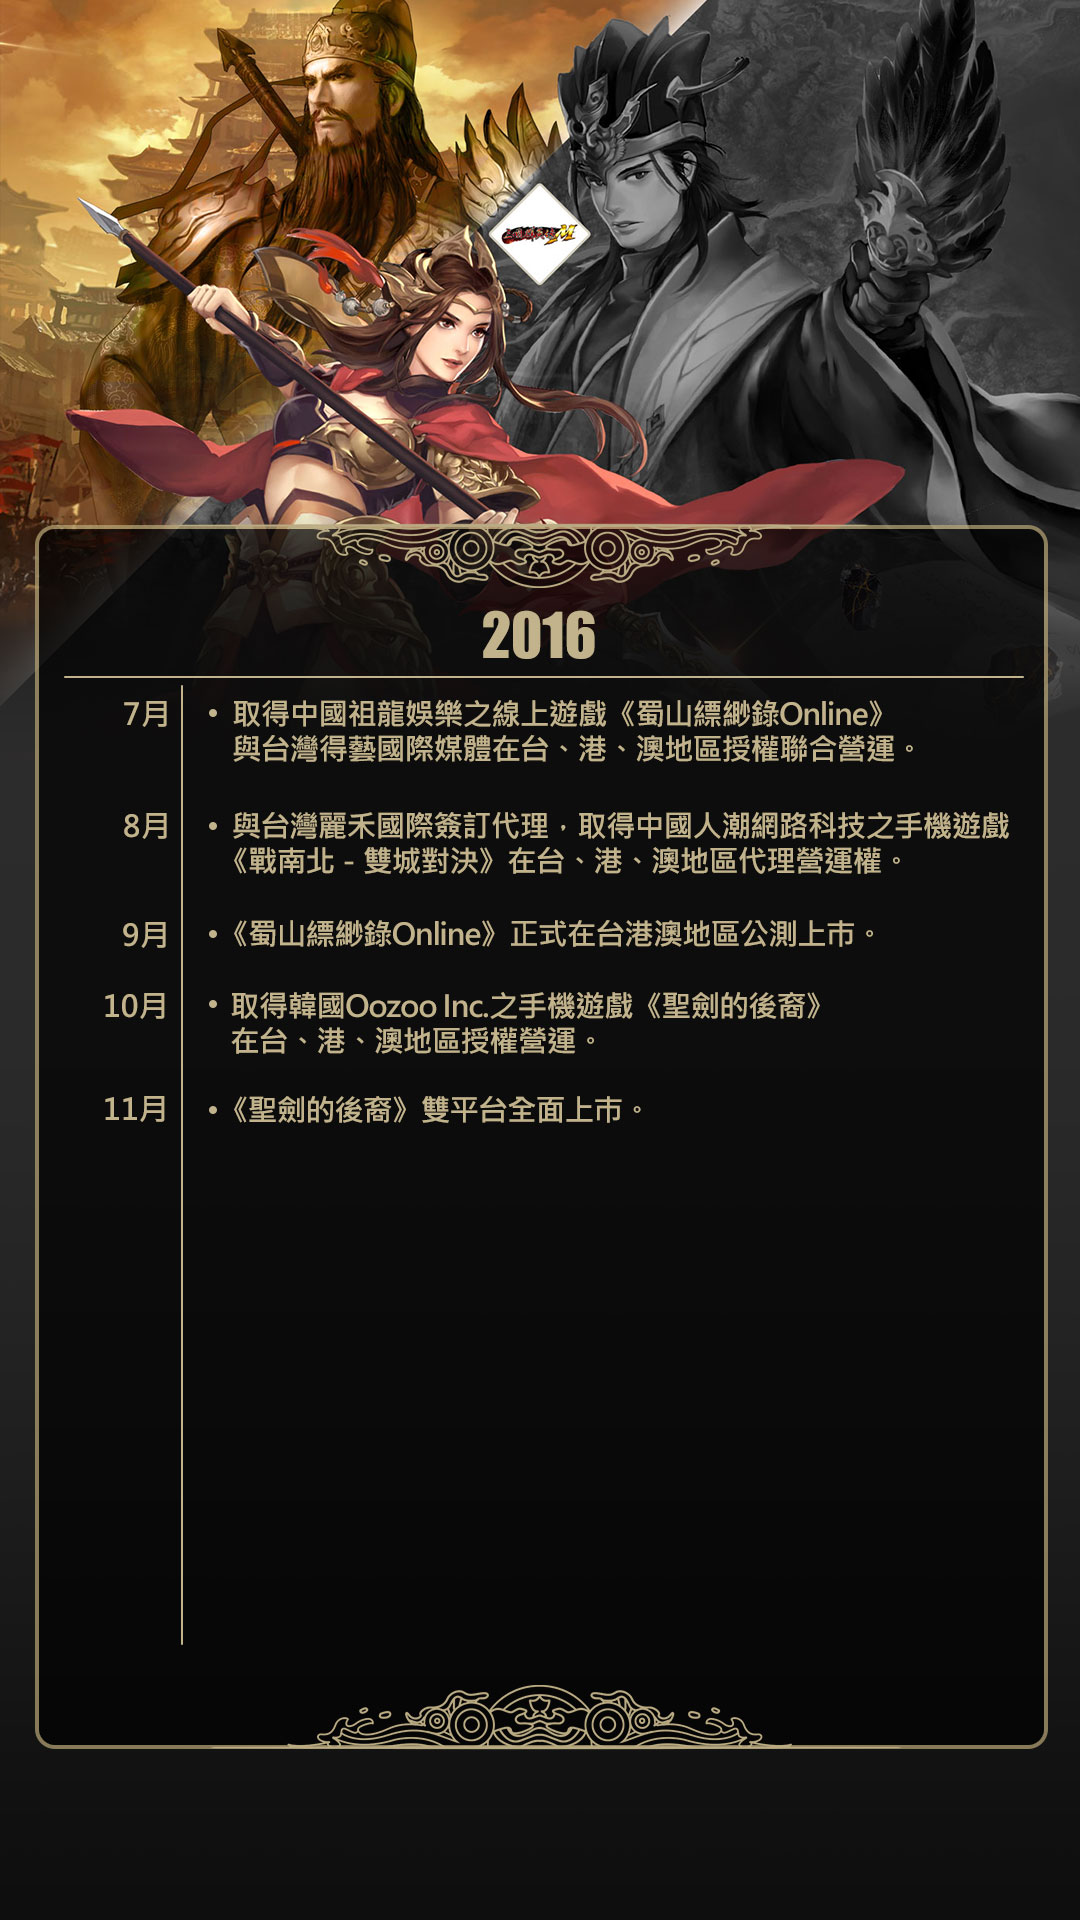 2016
7月
• 取得中國祖龍娛樂之線上遊戲《蜀山縹緲錄Online》
與台灣得藝國際媒體在台、港、澳地區授權聯合營運。
8月
• 與台灣麗禾國際簽訂代理，取得中國人潮網路科技之手機遊戲
《戰南北 - 雙城對決》在台、港、澳地區代理營運權。
9月
•《蜀山縹緲錄Online》正式在台港澳地區公測上市。
10月
• 取得韓國Oozoo Inc.之手機遊戲《聖劍的後裔》
在台、港、澳地區授權營運。
11月
•《聖劍的後裔》雙平台全面上市。